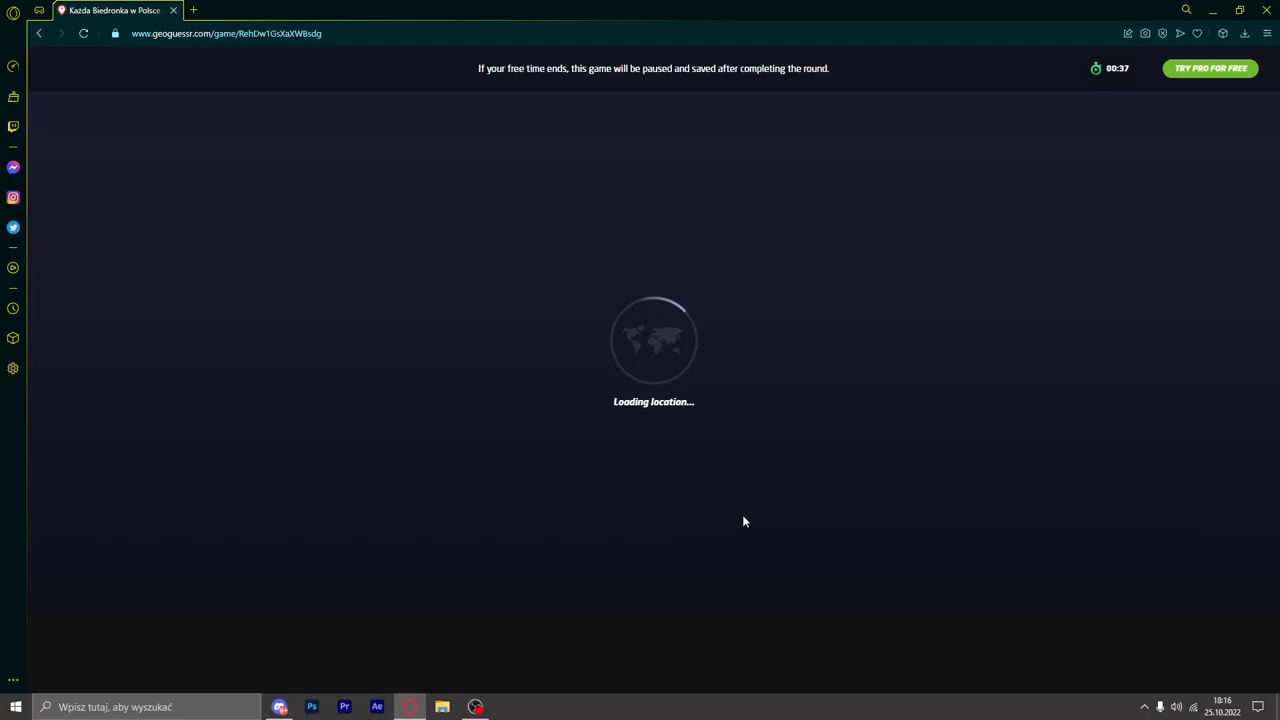 Każda Biedronka w Polsce
www.geoguessr.com/game/RehDw1GsXaXWBsdg
If your free time ends, this game will be paused and saved after completing the round.
00:37
TRY PRO FOR FREE
Loading location...
Wpisz tutaj, aby wyszukać
Ps
Pr
Ae
18:16
25.10.2022